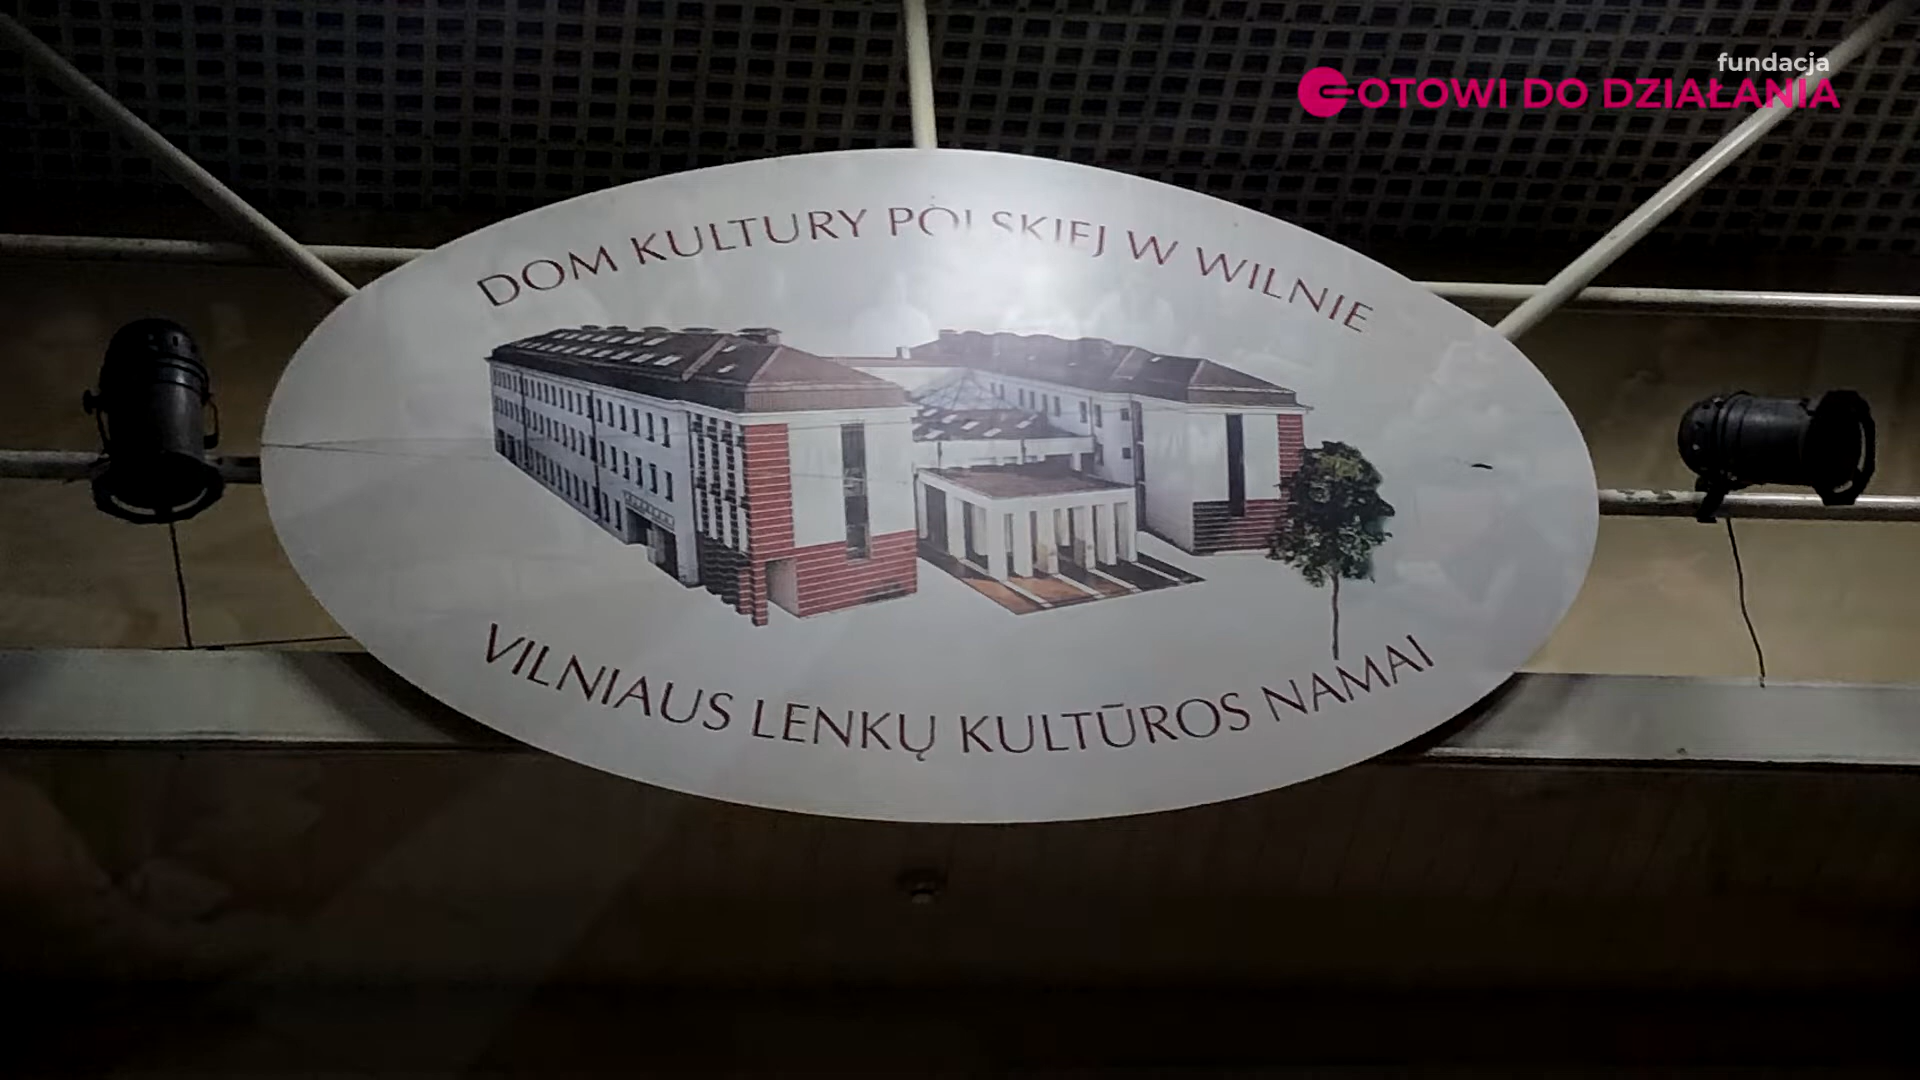 fundacja
GOTOWI DO DZIAŁANIA
DOM KULTURY POLSKIEJ W WILNIE
VILNIAUS LENKŲ KULTŪROS NAMAI